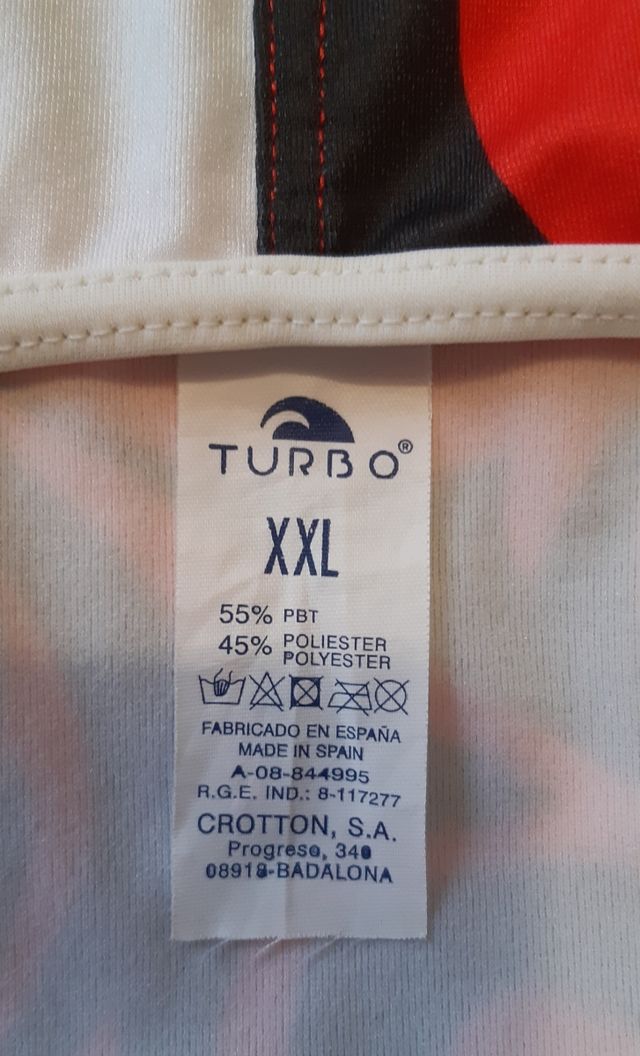 TURBO®
XXL
55% PBT
45% POLIESTER
POLYESTER
FABRICADO EN ESPAÑA
MADE IN SPAIN
A-08-844995
R.G.E. IND.: 8-117277
CROTTON, S.A.
Progreso, 340
08918-BADALONA